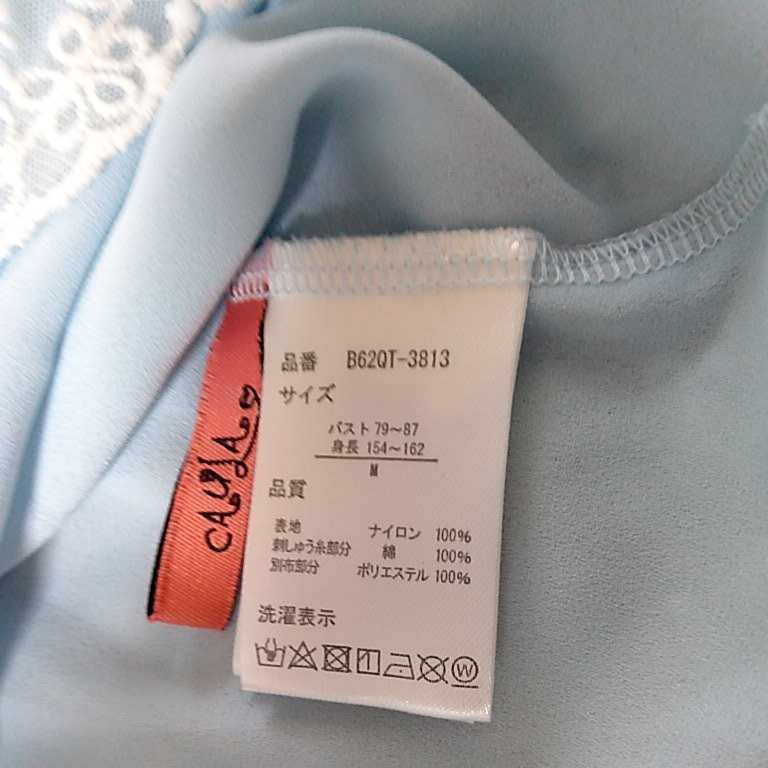 品番 B62QT-3813
サイズ
バスト 79～87
身長 154～162
M
品質
表地 ナイロン 100%
刺しゅう糸部分 綿 100%
別布部分 ポリエステル 100%
洗濯表示
W